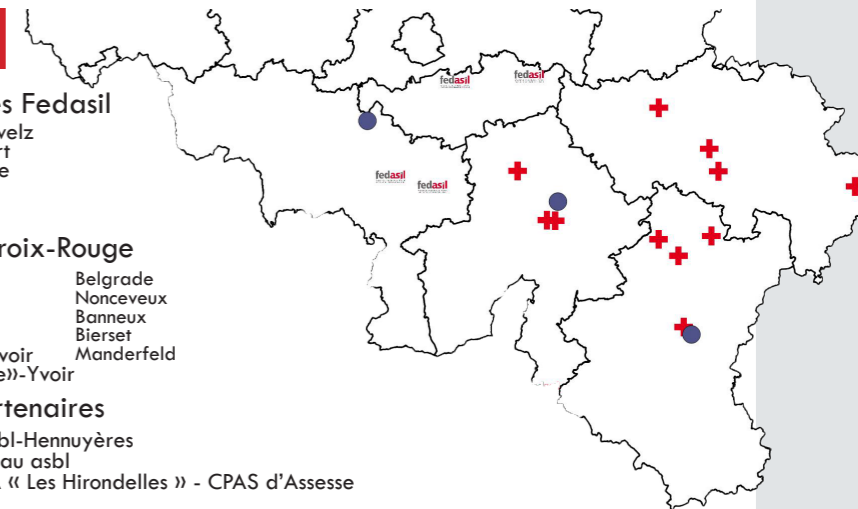 s Fedasil
velz
rt
e
roix-Rouge
Belgrade
Nonceveux
Banneux
Bierset
voir Manderfeld
e»-Yvoir
rtenaires
bl-Hennuyères
au asbl
« Les Hirondelles » - CPAS d’Assesse
fedasil
fedasil
fedasil
fedasil